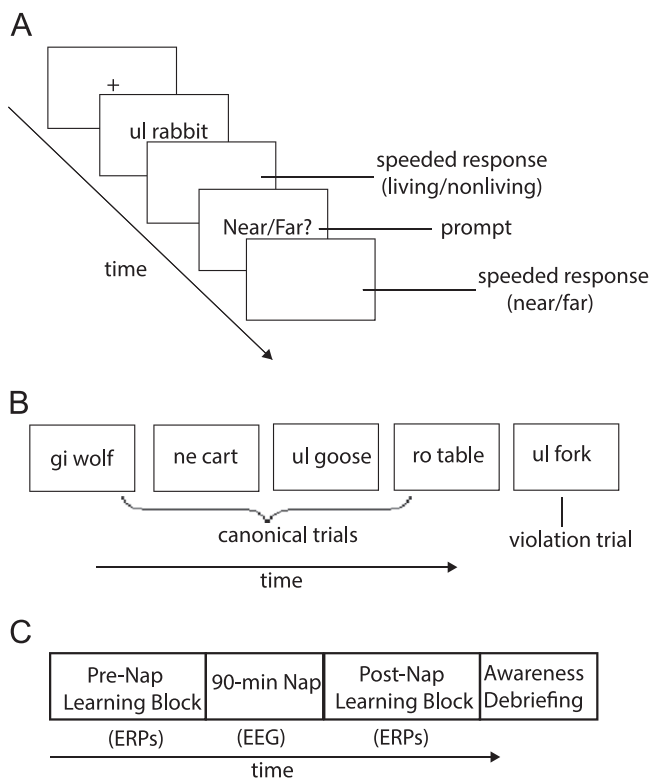 A
+
ul rabbit
speeded response
(living/nonliving)
Near/Far?
prompt
time
speeded response
(near/far)
B
gi wolf
ne cart
ul goose
ro table
ul fork
canonical trials
violation trial
time
C
Pre-Nap
Learning Block
90-min Nap
Post-Nap
Learning Block
Awareness
Debriefing
(ERPs)
(EEG)
(ERPs)
time